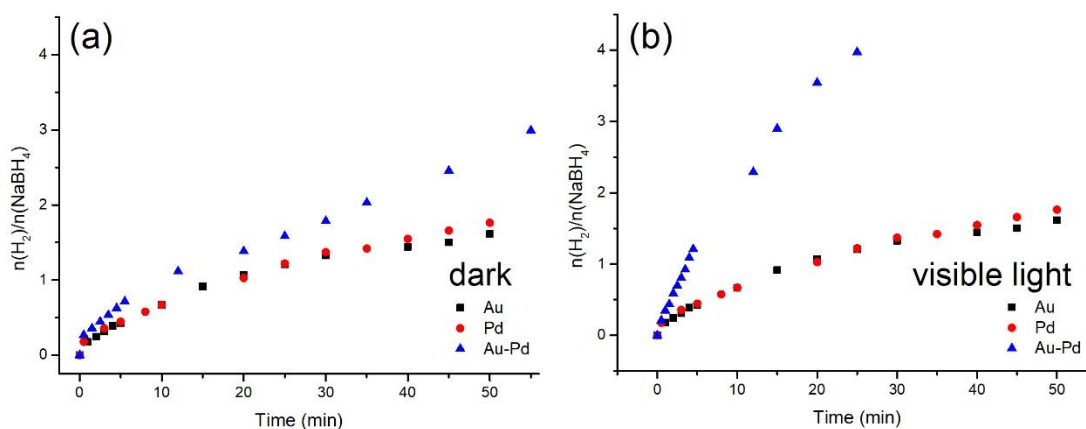 (a)
n(H₂)/n(NaBH₄)
4
3
2
1
0
dark
Au
Pd
Au-Pd
0 10 20 30 40 50
Time (min)
(b)
n(H₂)/n(NaBH₄)
4
3
2
1
0
visible light
Au
Pd
Au-Pd
0 10 20 30 40 50
Time (min)